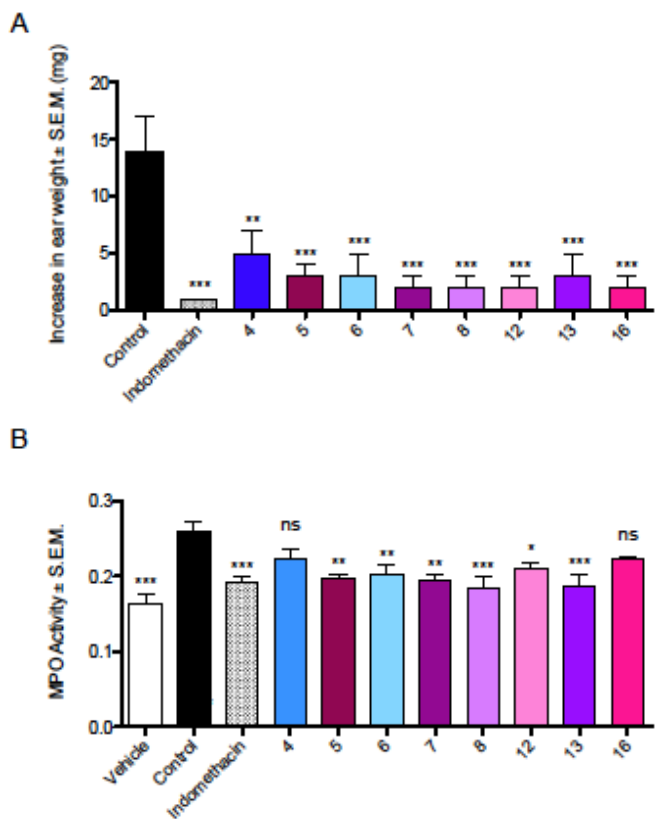 A
Increase in ear weight ± S.E.M. (mg)
20
15
10
5
0
** *** *** *** *** *** *** *** ***
Control Indomethacin 4 5 6 7 8 12 13 16
B
MPO Activity ± S.E.M.
0.3
0.2
0.1
0.0
*** *** ns ** ** ** *** * *** ns
Vehicle Control Indomethacin 4 5 6 7 8 12 13 16